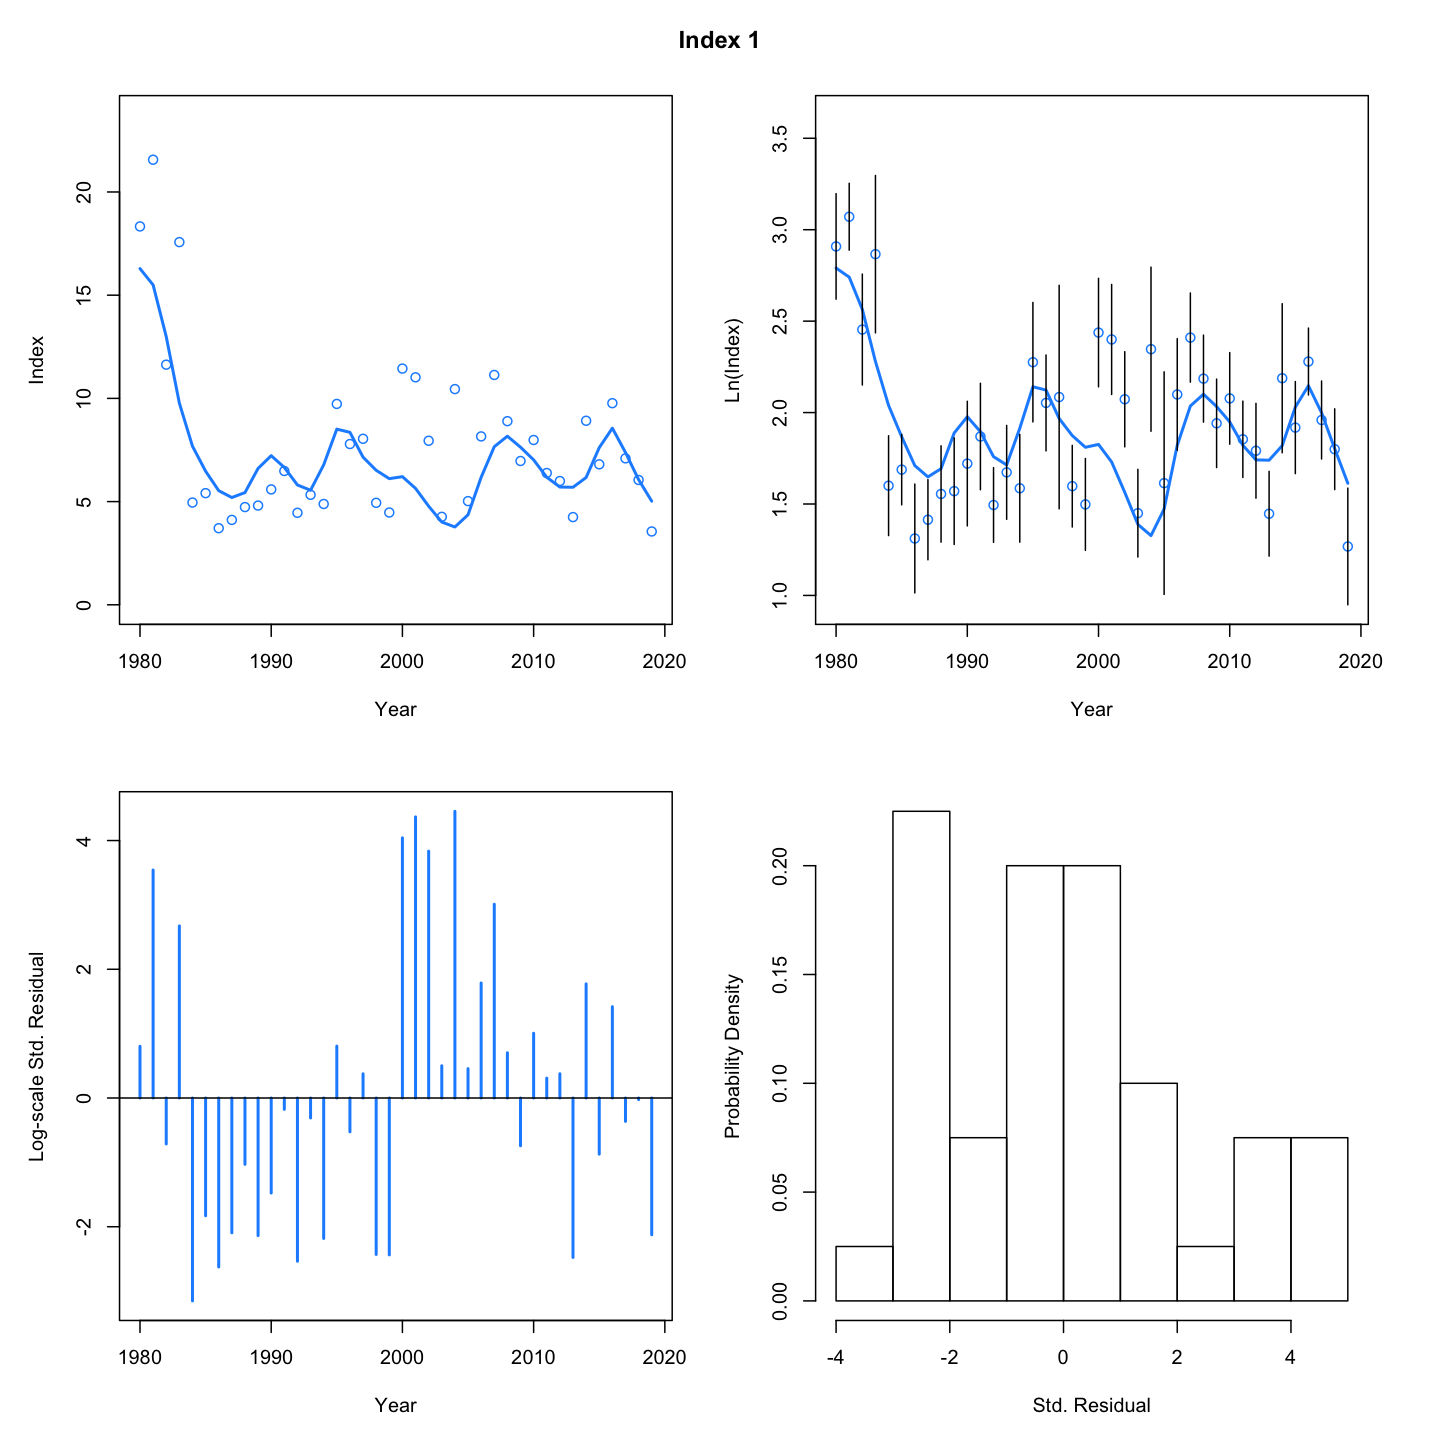 Index 1
Index
20
15
10
5
0
1980 1990 2000 2010 2020
Year
Ln(Index)
3.5
3.0
2.5
2.0
1.5
1.0
1980 1990 2000 2010 2020
Year
Log-scale Std. Residual
4
2
0
-2
1980 1990 2000 2010 2020
Year
Probability Density
0.20
0.15
0.10
0.05
0.00
-4 -2 0 2 4
Std. Residual